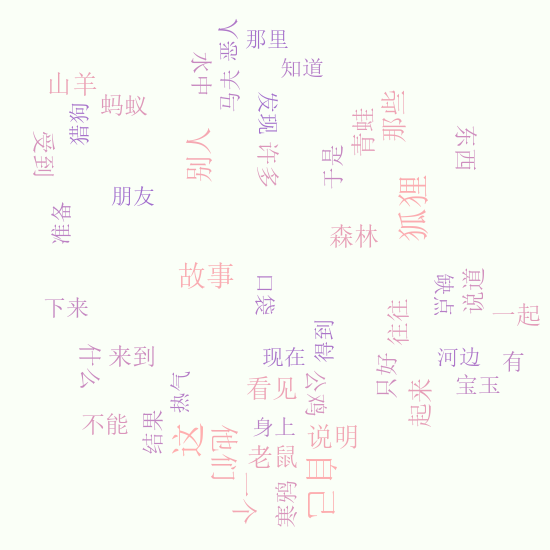 恶人
那里
水中
马夫
知道
山羊
蚂蚁
猎狗
发现
那些
青蛙
受到
别人
许多
于是
东西
朋友
狐狸
准备
森林
故事
口袋
缺点
说道
下来
往往
一起
什么
来到
现在
得到
河边
有
热气
看见
公鸡
只好
宝玉
起来
不能
结果
这
他们
身上
说明
老鼠
自己
一个
寒鸦